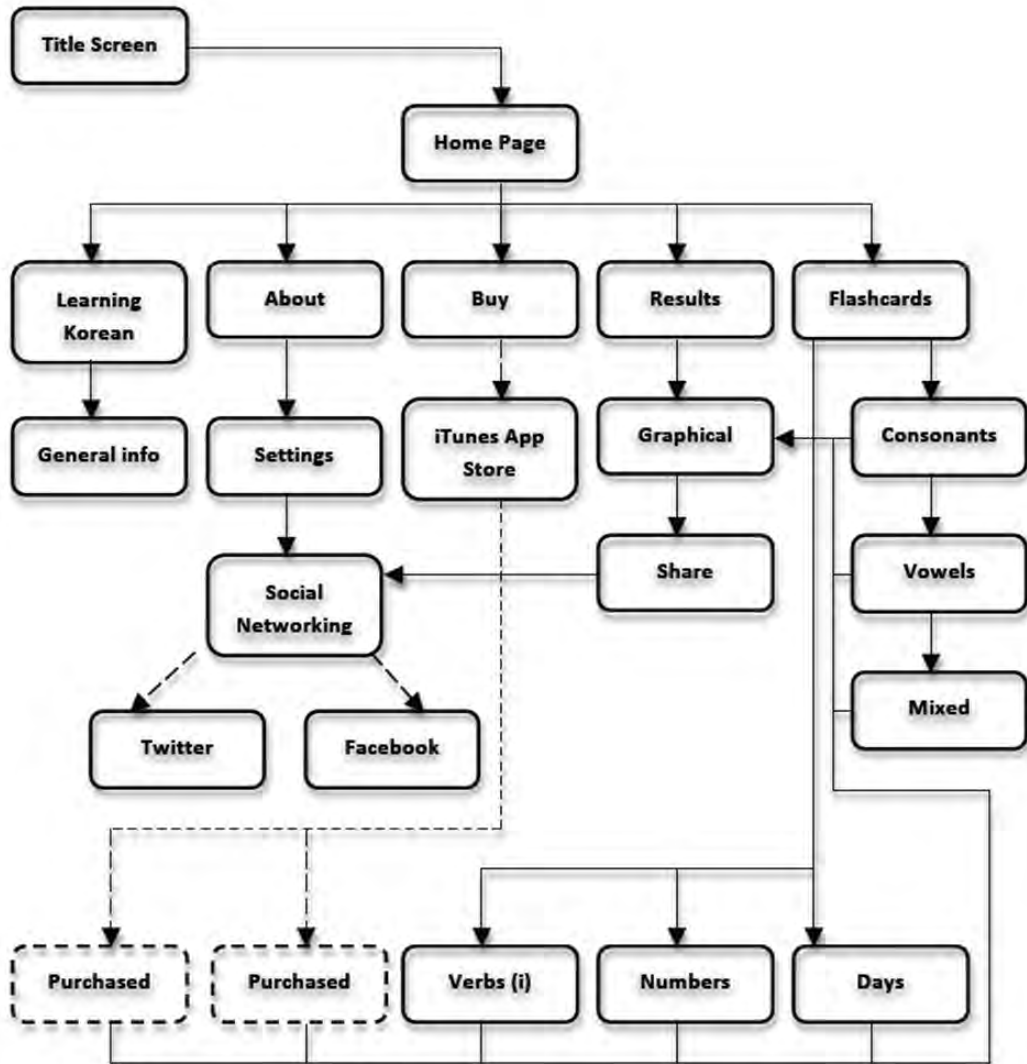 Title Screen
Home Page
Learning
Korean
About
Buy
Results
Flashcards
General info
Settings
iTunes App
Store
Graphical
Consonants
Social
Networking
Share
Vowels
Twitter
Facebook
Mixed
Purchased
Purchased
Verbs (i)
Numbers
Days